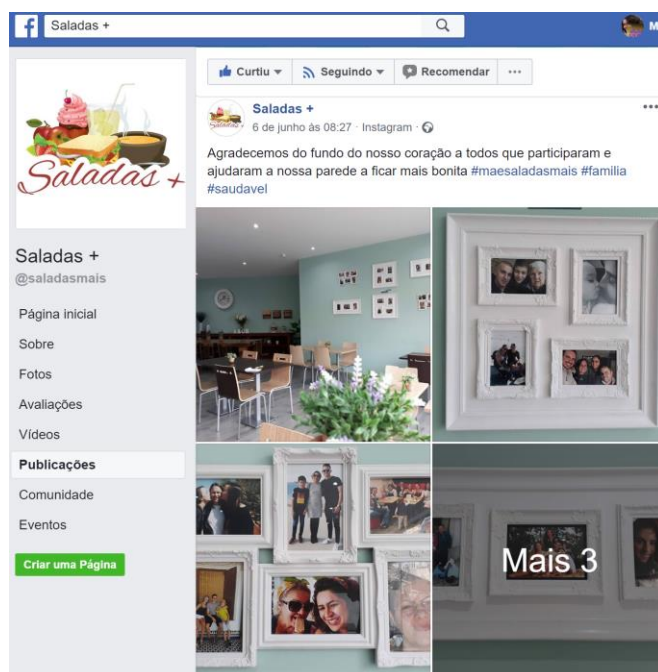 Saladas +
M
Curtiu
Seguindo
Recomendar
Saladas +
Saladas +
6 de junho às 08:27 · Instagram ·
Agradecemos do fundo do nosso coração a todos que participaram e
ajudaram a nossa parede a ficar mais bonita #maesaladasmais #familia
#saudavel
Saladas +
Saladas +
@saladasmais
Página inicial
Sobre
Fotos
Avaliações
Vídeos
Publicações
Comunidade
Eventos
Criar uma Página
Mais 3